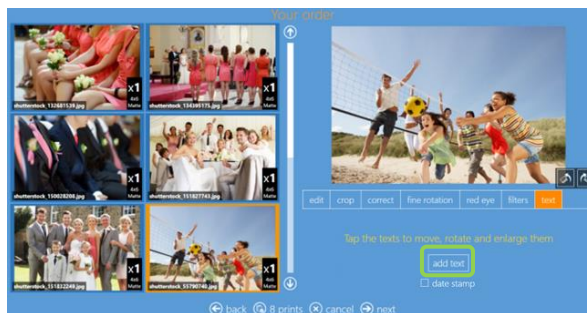 Your order
x1
4x6
Matte
shutterstock_132681539.jpg
x1
4x6
Matte
shutterstock_134395175.jpg
x1
4x6
Matte
shutterstock_150028208.jpg
x1
4x6
Matte
shutterstock_151827743.jpg
x1
4x6
Matte
shutterstock_151832249.jpg
x1
4x6
Matte
shutterstock_55790740.jpg
edit crop correct fine rotation red eye filters text
Tap the texts to move, rotate and enlarge them
add text
date stamp
back 8 prints cancel next